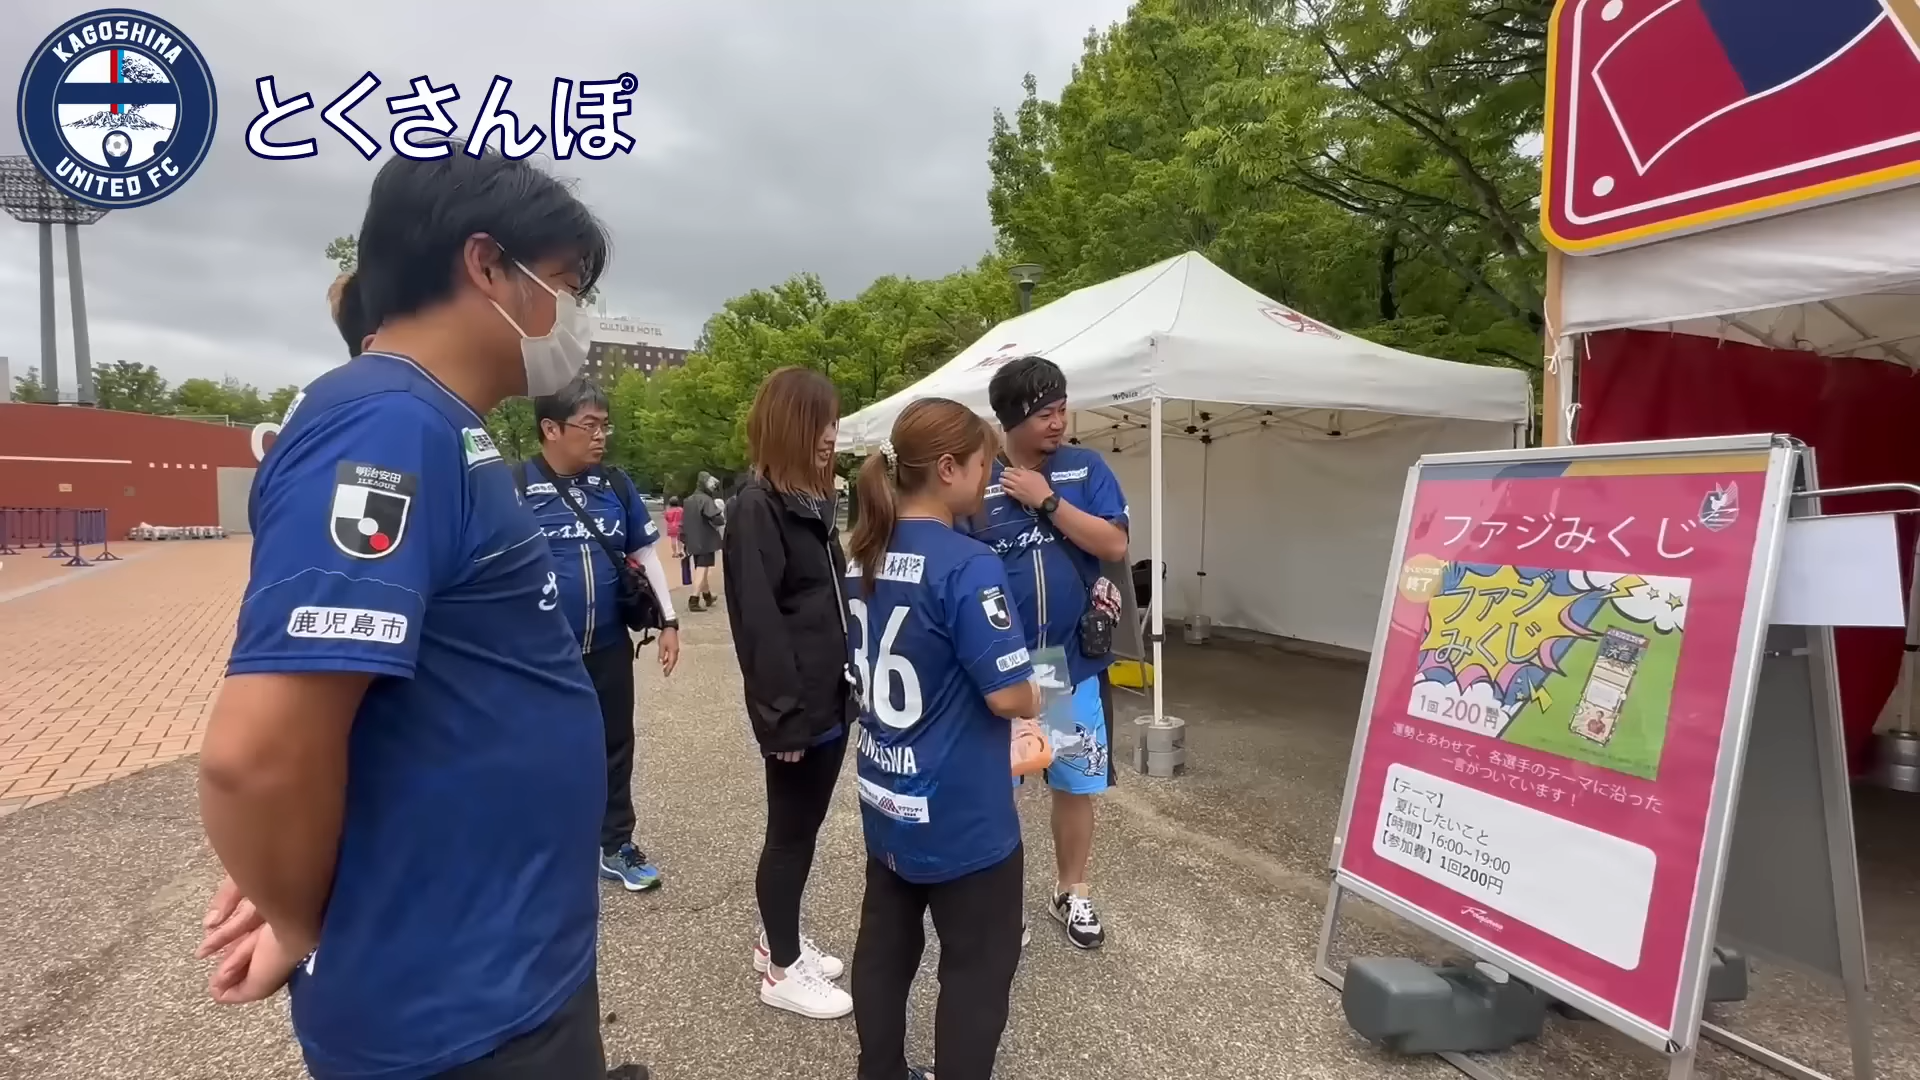 KAGOSHIMA
UNITED FC
とくさんぽ
CULTURE HOTEL
明治安田
J.LEAGUE
鹿児島市
36
ファジみくじ
終了
ファジ
みくじ
1回200円
運勢とあわせて、各選手のテーマに沿った
一言がついています！
【テーマ】
夏にしたいこと
【時間】16:00~19:00
【参加費】1回200円